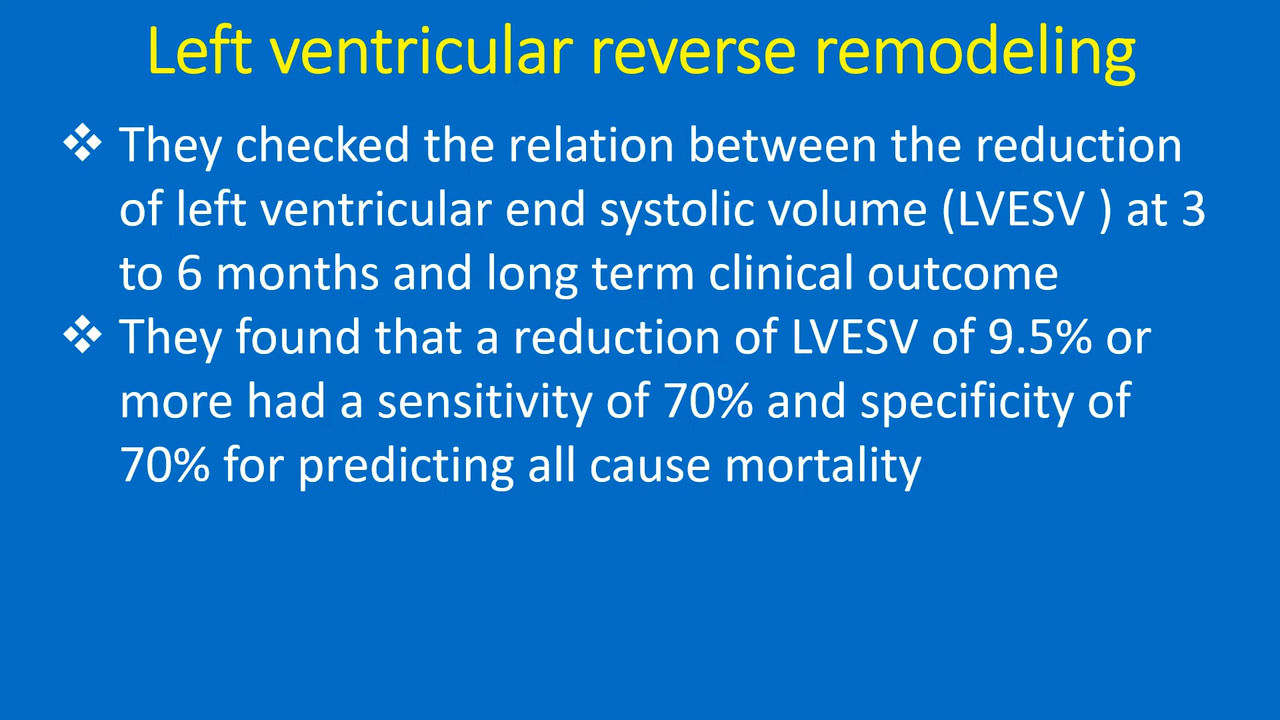 Left ventricular reverse remodeling
❖ They checked the relation between the reduction
of left ventricular end systolic volume (LVESV ) at 3
to 6 months and long term clinical outcome
❖ They found that a reduction of LVESV of 9.5% or
more had a sensitivity of 70% and specificity of
70% for predicting all cause mortality